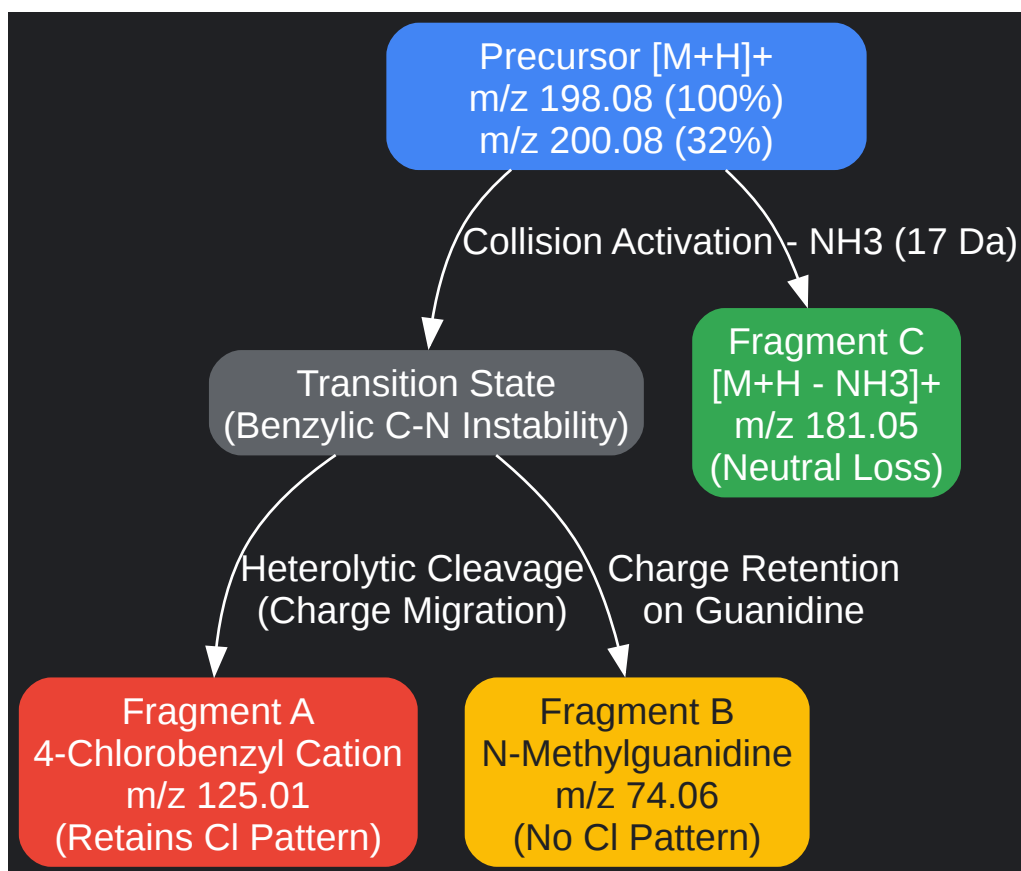 Precursor [M+H]+
m/z 198.08 (100%)
m/z 200.08 (32%)
Collision Activation
- NH3 (17 Da)
Transition State
(Benzylic C-N Instability)
Fragment C
[M+H - NH3]+
m/z 181.05
(Neutral Loss)
Heterolytic Cleavage
(Charge Migration)
Charge Retention
on Guanidine
Fragment A
4-Chlorobenzyl Cation
m/z 125.01
(Retains Cl Pattern)
Fragment B
N-Methylguanidine
m/z 74.06
(No Cl Pattern)